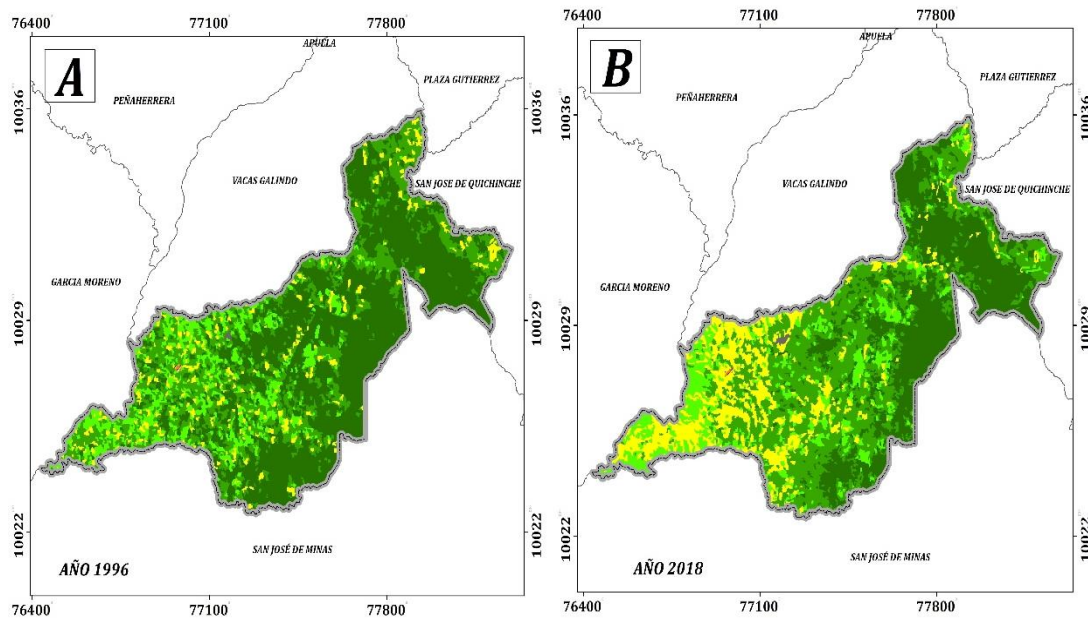 76400 77100 77800
A
APUELA
PLAZA GUTIERREZ
PEÑAHERRERA
10036
10036
VACAS GALINDO
SAN JOSE DE QUICHINCHE
GARCIA MORENO
10029
10029
10022
10022
SAN JOSÉ DE MINAS
AÑO 1996
76400 77100 77800
76400 77100 77800
B
APUELA
PLAZA GUTIERREZ
PEÑAHERRERA
10036
10036
VACAS GALINDO
SAN JOSE DE QUICHINCHE
GARCIA MORENO
10029
10029
10022
10022
SAN JOSÉ DE MINAS
AÑO 2018
76400 77100 77800